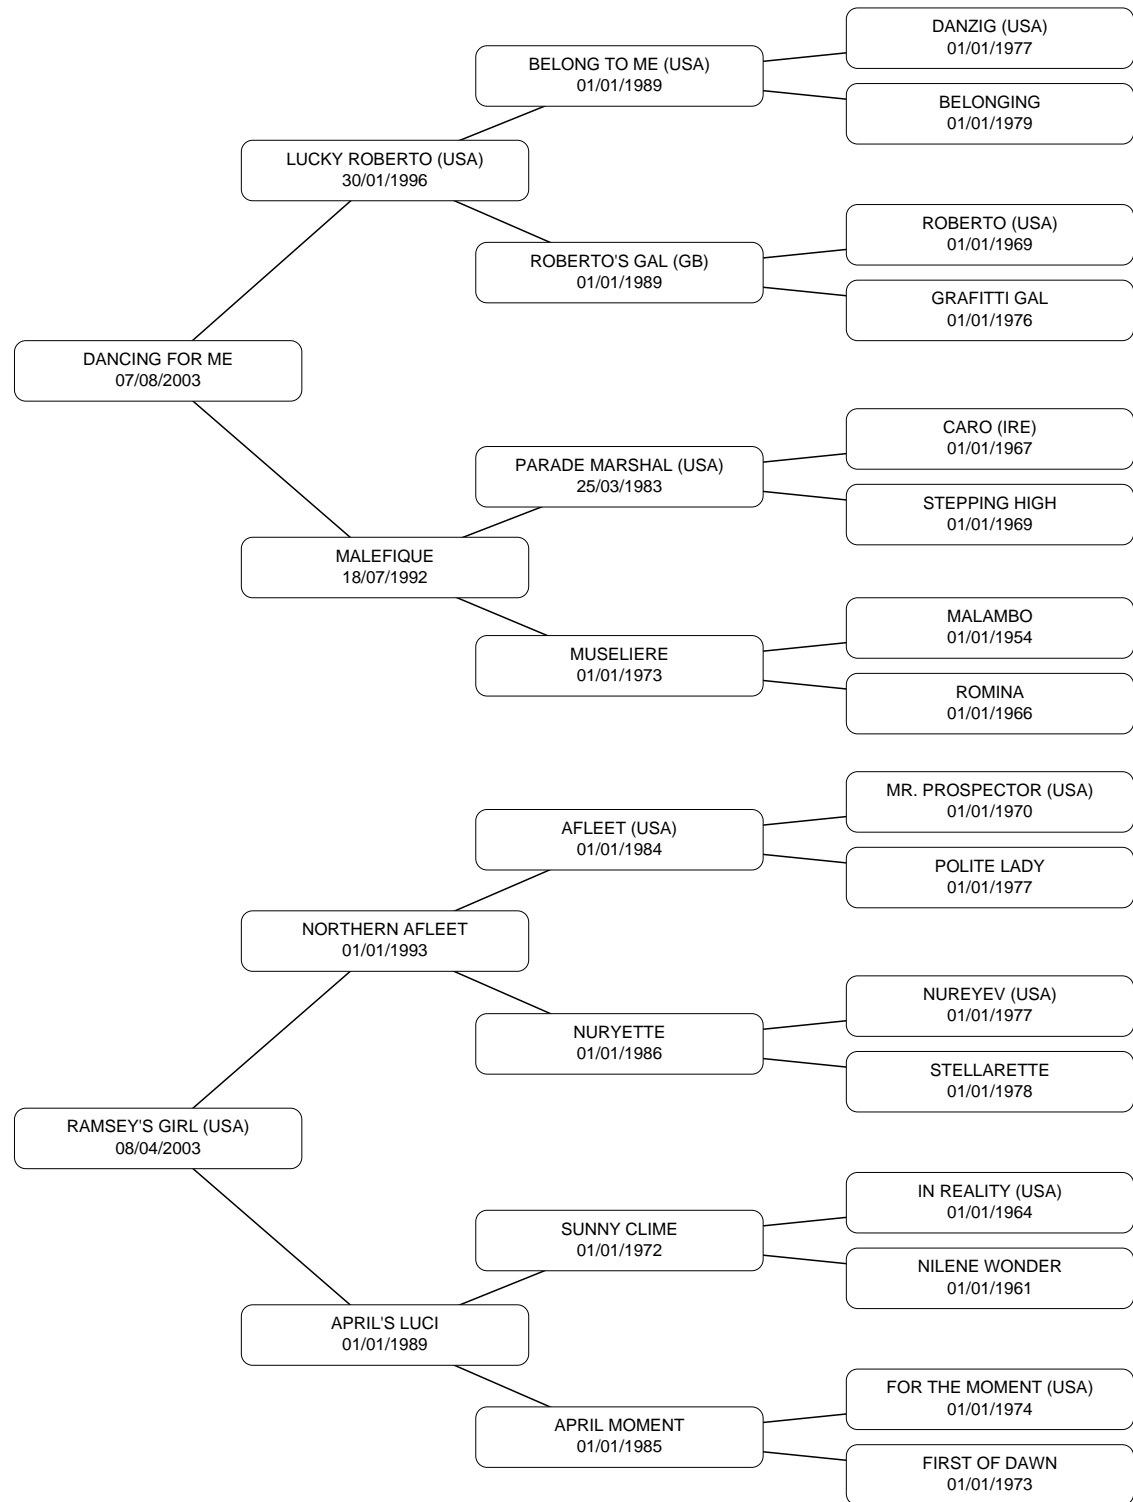 DANZIG (USA)
01/01/1977
BELONG TO ME (USA)
01/01/1989
BELONGING
01/01/1979
LUCKY ROBERTO (USA)
30/01/1996
ROBERTO (USA)
01/01/1969
ROBERTO'S GAL (GB)
01/01/1989
GRAFITTI GAL
01/01/1976
DANCING FOR ME
07/08/2003
CARO (IRE)
01/01/1967
PARADE MARSHAL (USA)
25/03/1983
STEPPING HIGH
01/01/1969
MALEFIQUE
18/07/1992
MALAMBO
01/01/1954
MUSELIERE
01/01/1973
ROMINA
01/01/1966
MR. PROSPECTOR (USA)
01/01/1970
AFLEET (USA)
01/01/1984
POLITE LADY
01/01/1977
NORTHERN AFLEET
01/01/1993
NUREYEV (USA)
01/01/1977
NURYETTE
01/01/1986
STELLARETTE
01/01/1978
RAMSEY'S GIRL (USA)
08/04/2003
IN REALITY (USA)
01/01/1964
SUNNY CLIME
01/01/1972
NILENE WONDER
01/01/1961
APRIL'S LUCI
01/01/1989
FOR THE MOMENT (USA)
01/01/1974
APRIL MOMENT
01/01/1985
FIRST OF DAWN
01/01/1973